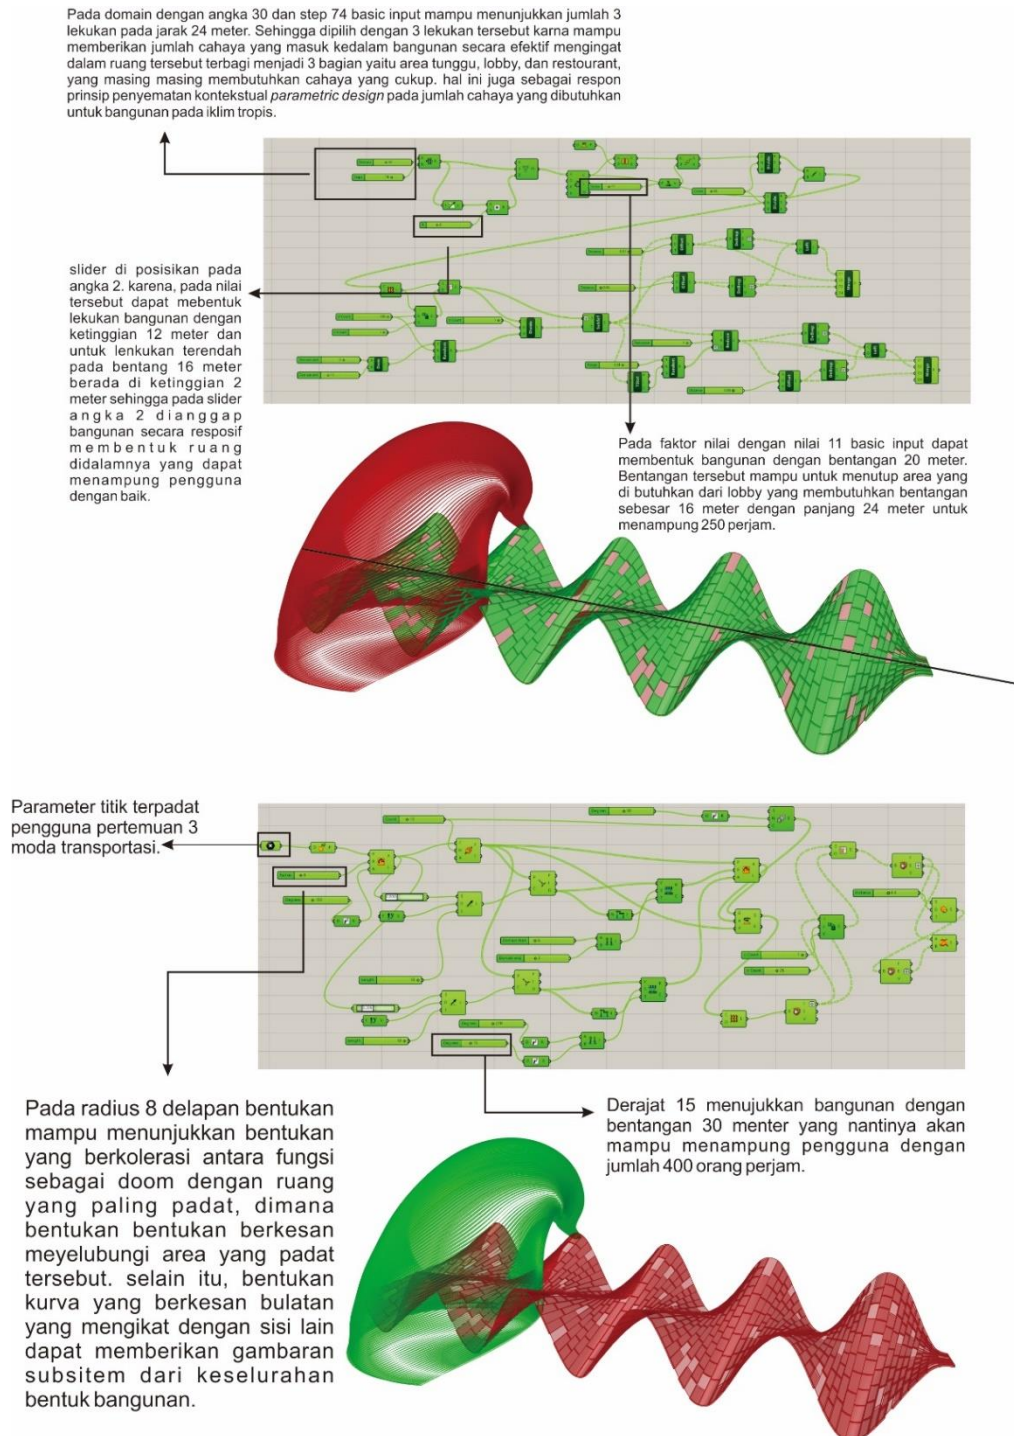 Pada domain dengan angka 30 dan step 74 basic input mampu menunjukkan jumlah 3
lekukan pada jarak 24 meter. Sehingga dipilih dengan 3 lekukan tersebut karna mampu
memberikan jumlah cahaya yang masuk kedalam bangunan secara efektif mengingat
dalam ruang tersebut terbagi menjadi 3 bagian yaitu area tunggu, lobby, dan restourant,
yang masing masing membutuhkan cahaya yang cukup. hal ini juga sebagai respon
prinsip penyematan kontekstual parametric design pada jumlah cahaya yang dibutuhkan
untuk bangunan pada iklim tropis.
slider di posisikan pada
angka 2. karena, pada nilai
tersebut dapat mebentuk
lekukan bangunan dengan
ketinggian 12 meter dan
untuk lenkukan terendah
pada bentang 16 meter
berada di ketinggian 2
meter sehingga pada slider
angka 2 dianggap
bangunan secara resposif
membentuk ruang
didalamnya yang dapat
menampung pengguna
dengan baik.
Pada faktor nilai dengan nilai 11 basic input dapat
membentuk bangunan dengan bentangan 20 meter.
Bentangan tersebut mampu untuk menutup area yang
di butuhkan dari lobby yang membutuhkan bentangan
sebesar 16 meter dengan panjang 24 meter untuk
menampung 250 perjam.
Parameter titik terpadat
pengguna pertemuan 3
moda transportasi.
Pada radius 8 delapan bentukan
mampu menunjukkan bentukan
yang berkolerasi antara fungsi
sebagai doom dengan ruang
yang paling padat, dimana
bentukan bentukan berkesan
meyelubungi area yang padat
tersebut. selain itu, bentukan
kurva yang berkesan bulatan
yang mengikat dengan sisi lain
dapat memberikan gambaran
subsitem dari keselurahan
bentuk bangunan.
Derajat 15 menujukkan bangunan dengan
bentangan 30 menter yang nantinya akan
mampu menampung pengguna dengan
jumlah 400 orang perjam.